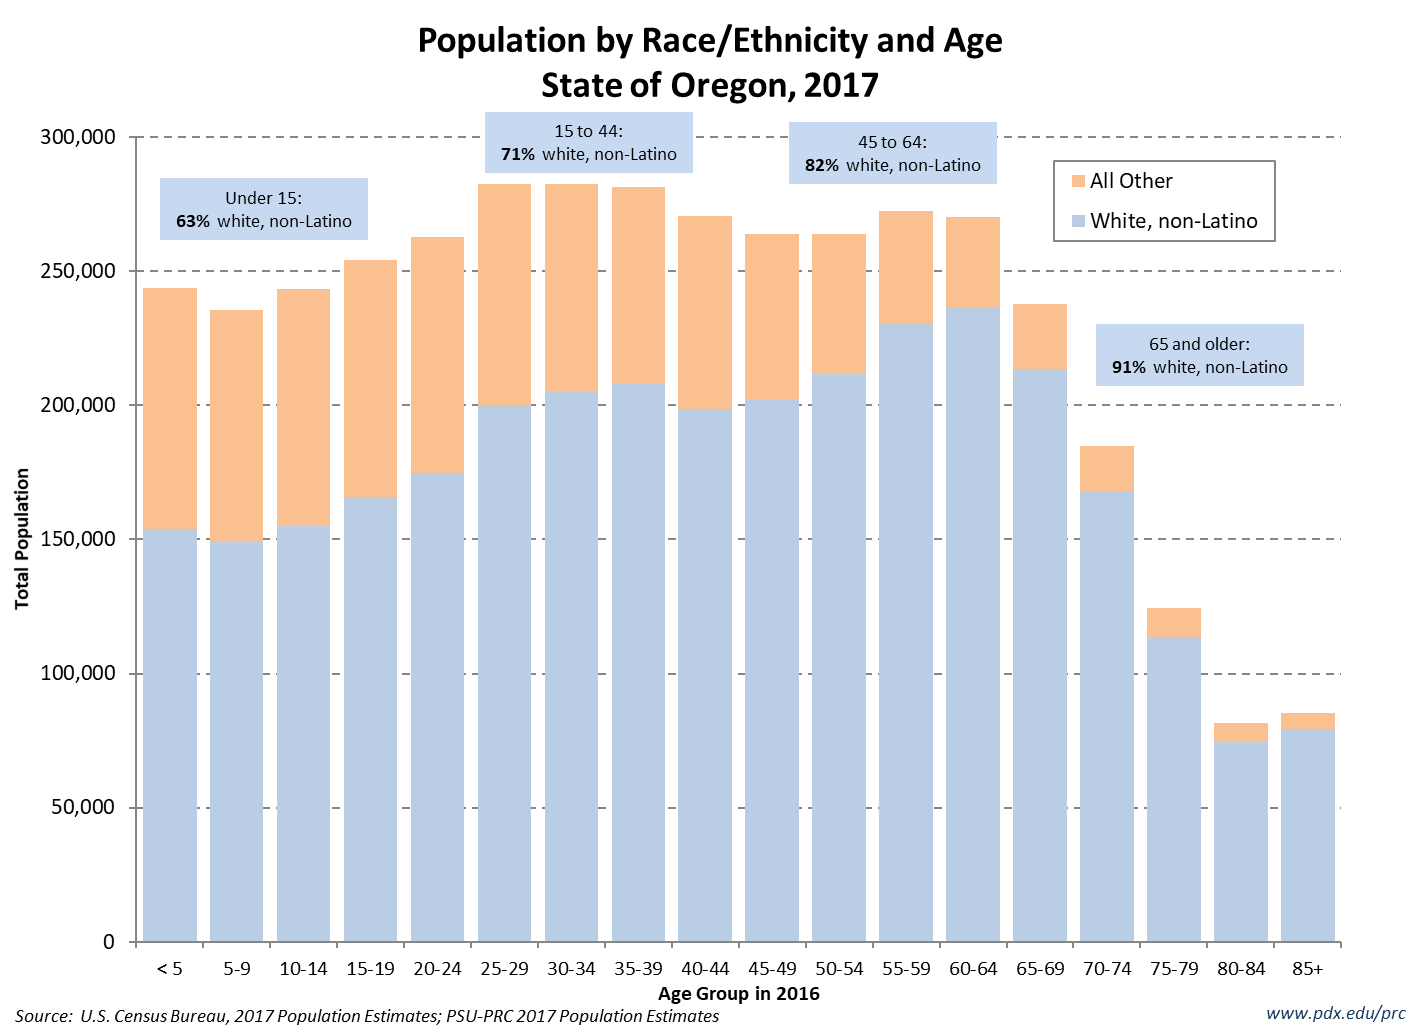 Population by Race/Ethnicity and Age
State of Oregon, 2017
15 to 44:
71% white, non-Latino
45 to 64:
82% white, non-Latino
Under 15:
63% white, non-Latino
All Other
White, non-Latino
65 and older:
91% white, non-Latino
300,000
250,000
200,000
150,000
100,000
50,000
0
Total Population
< 5 5-9 10-14 15-19 20-24 25-29 30-34 35-39 40-44 45-49 50-54 55-59 60-64 65-69 70-74 75-79 80-84 85+
Age Group in 2016
Source: U.S. Census Bureau, 2017 Population Estimates; PSU-PRC 2017 Population Estimates
www.pdx.edu/prc